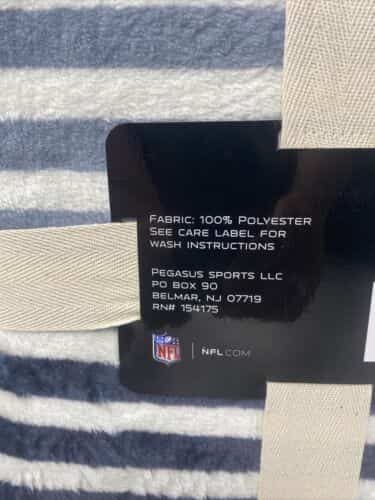 FABRIC: 100% POLYESTER
SEE CARE LABEL FOR
WASH INSTRUCTIONS
PEGASUS SPORTS LLC
PO BOX 90
BELMAR, NJ 07719
RN# 154175
NFL | NFL.COM